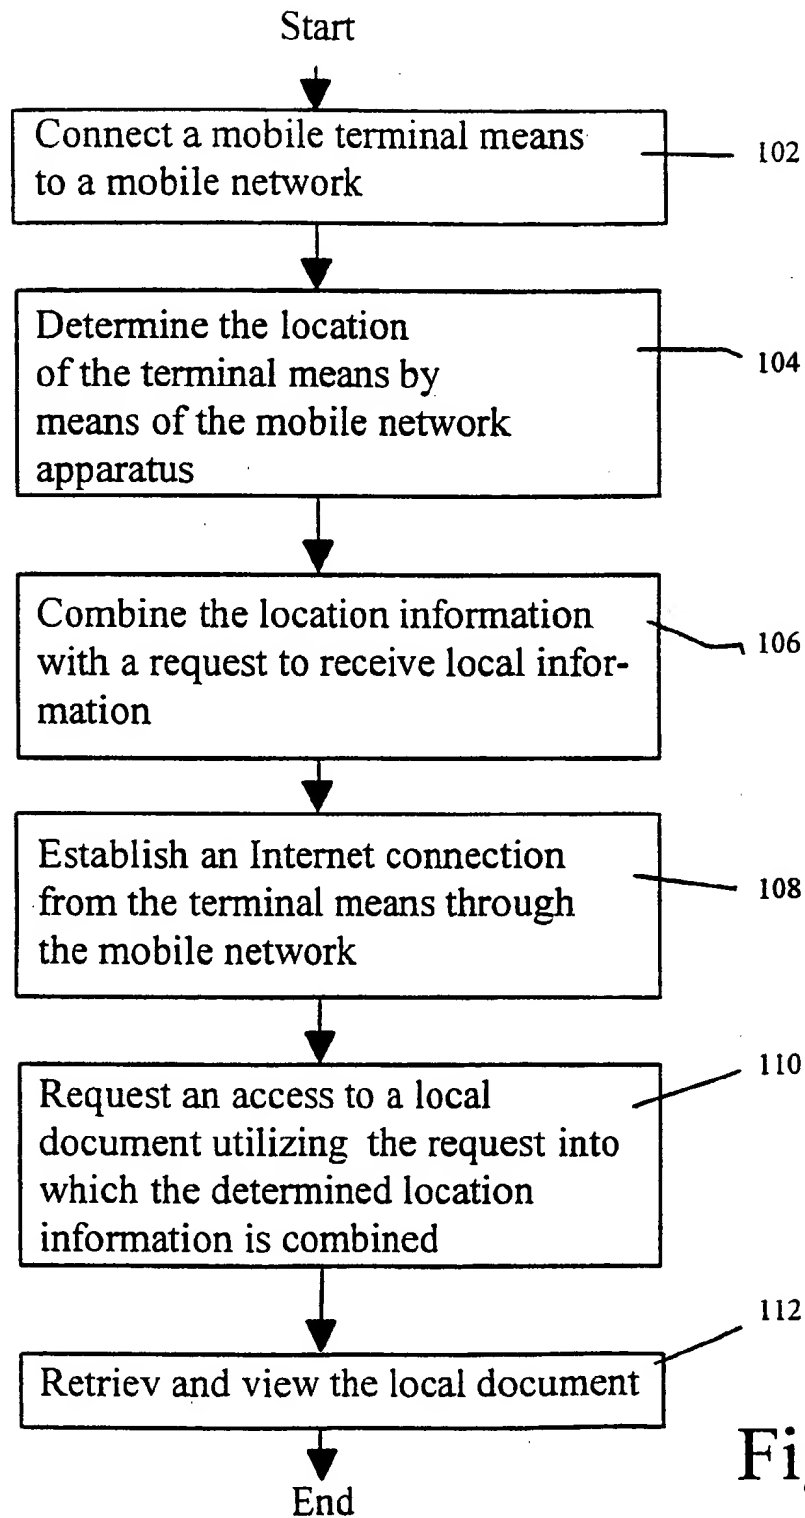 Start
Connect a mobile terminal means
to a mobile network
102
Determine the location
of the terminal means by
means of the mobile network
apparatus
104
Combine the location information
with a request to receive local infor-
mation
106
Establish an Internet connection
from the terminal means through
the mobile network
108
Request an access to a local
document utilizing the request into
which the determined location
information is combined
110
Retriev and view the local document
112
End